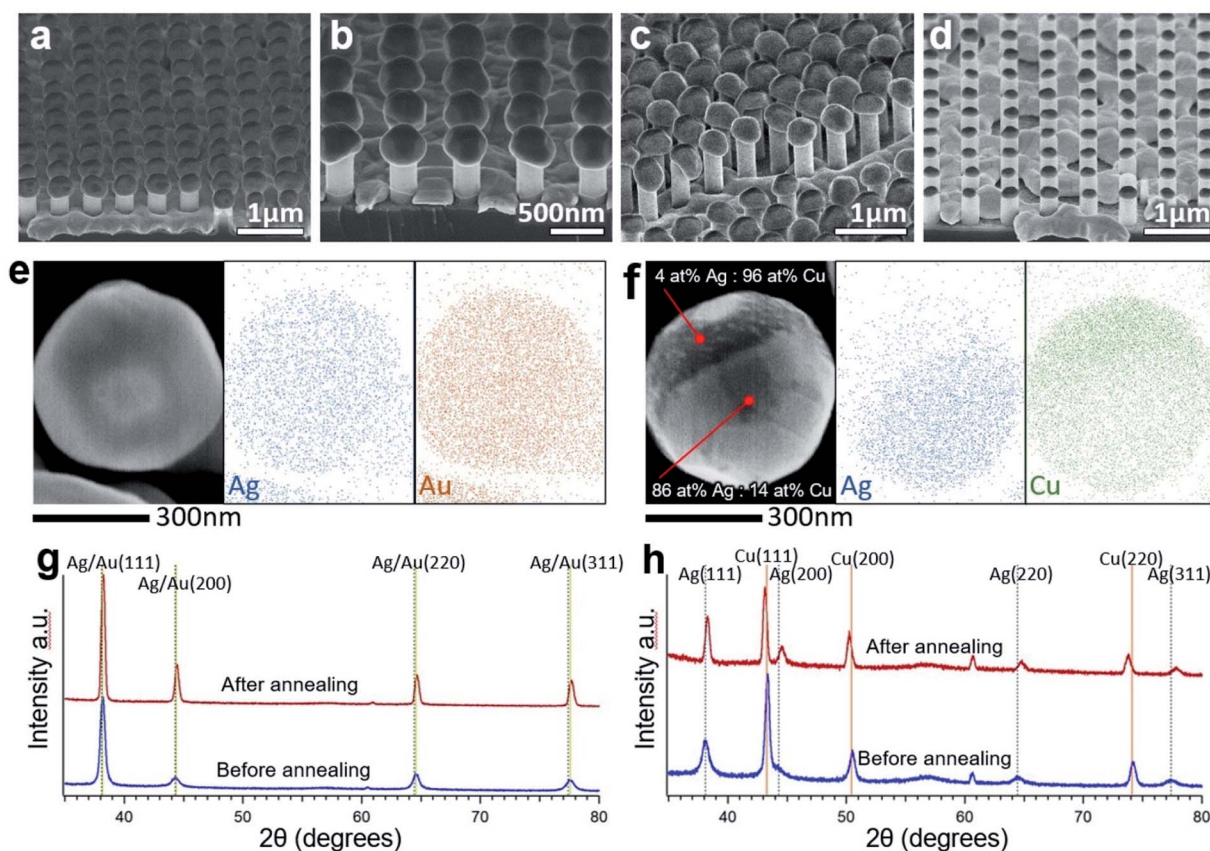 a
1µm
b
500nm
c
1µm
d
1µm
e
Ag
Au
300nm
f
4 at% Ag : 96 at% Cu
86 at% Ag : 14 at% Cu
Ag
Cu
300nm
g
Ag/Au(111)
Ag/Au(200)
Ag/Au(220)
Ag/Au(311)
After annealing
Before annealing
Intensity a.u.
40
50
60
70
80
2θ (degrees)
h
Ag(111)
Cu(111)
Ag(200)
Cu(200)
Ag(220)
Cu(220)
Ag(311)
After annealing
Before annealing
Intensity a.u.
40
50
60
70
80
2θ (degrees)